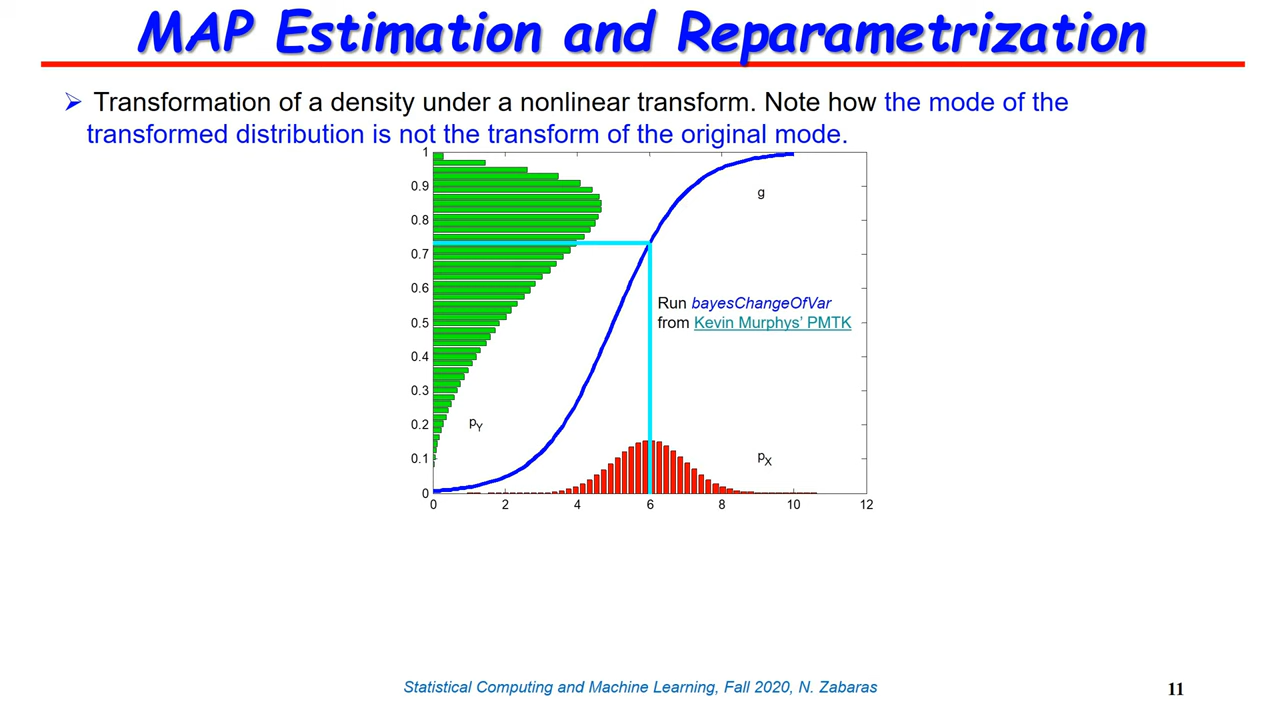 MAP Estimation and Reparametrization
➢ Transformation of a density under a nonlinear transform. Note how the mode of the
transformed distribution is not the transform of the original mode.
1
0.9
g
0.8
0.7
0.6
Run bayesChangeOfVar
from Kevin Murphys’ PMTK
0.5
0.4
0.3
0.2
pY
0.1
pX
0
0 2 4 6 8 10 12
Statistical Computing and Machine Learning, Fall 2020, N. Zabaras
11